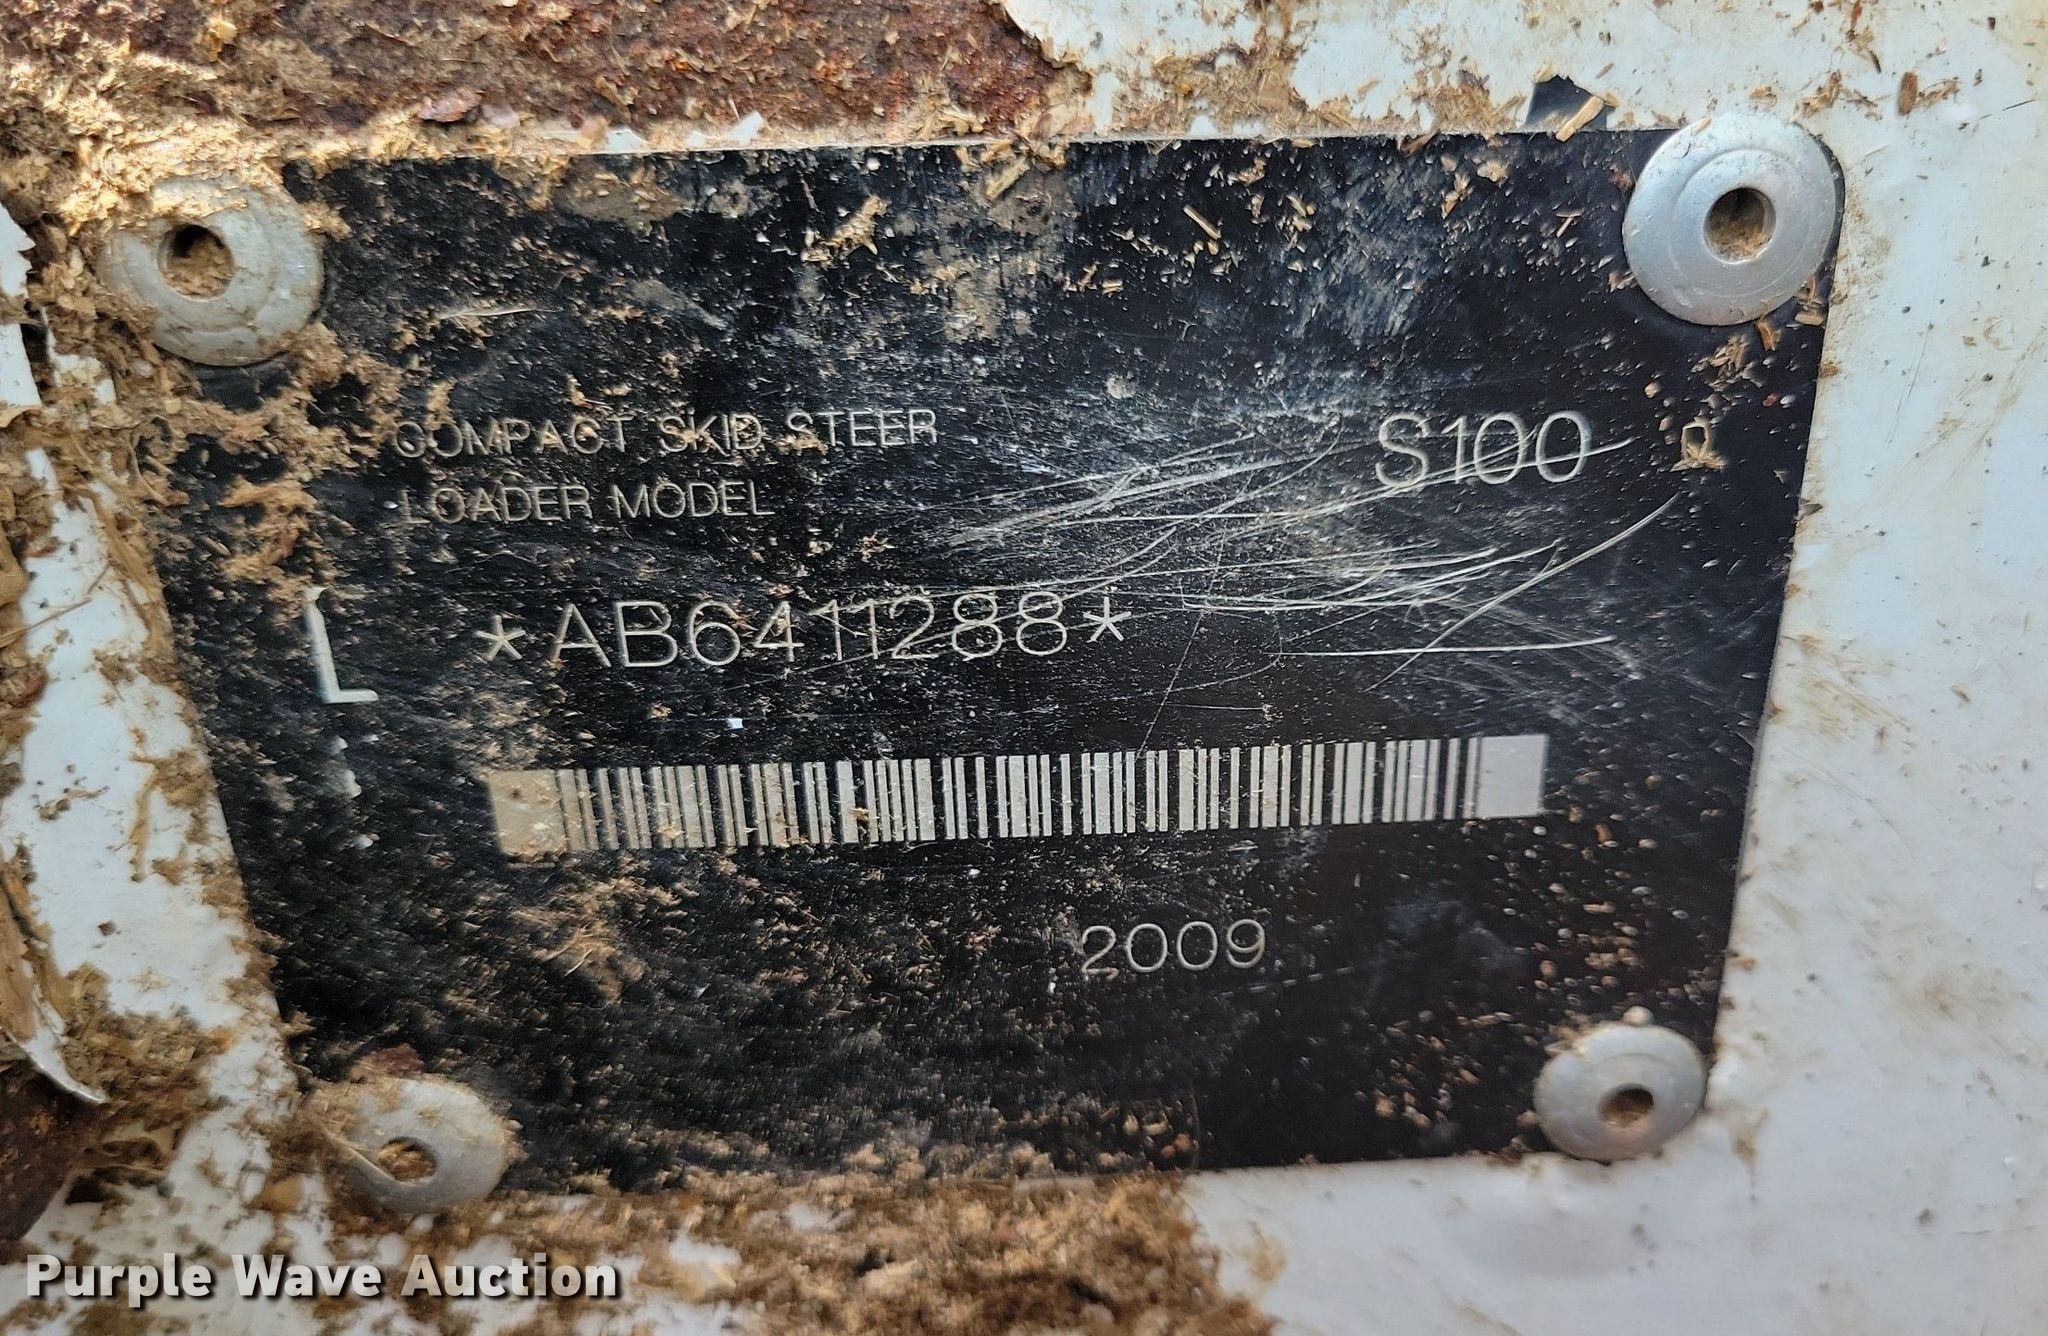 COMPACT SKID STEER S100
LOADER MODEL
L *AB6411288*
2009
Purple Wave Auction